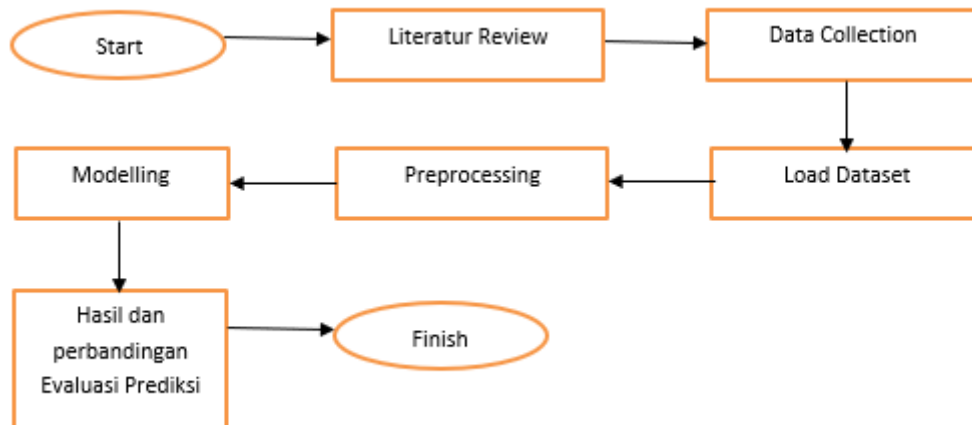 Start
Literatur Review
Data Collection
Load Dataset
Preprocessing
Modelling
Hasil dan
perbandingan
Evaluasi Prediksi
Finish